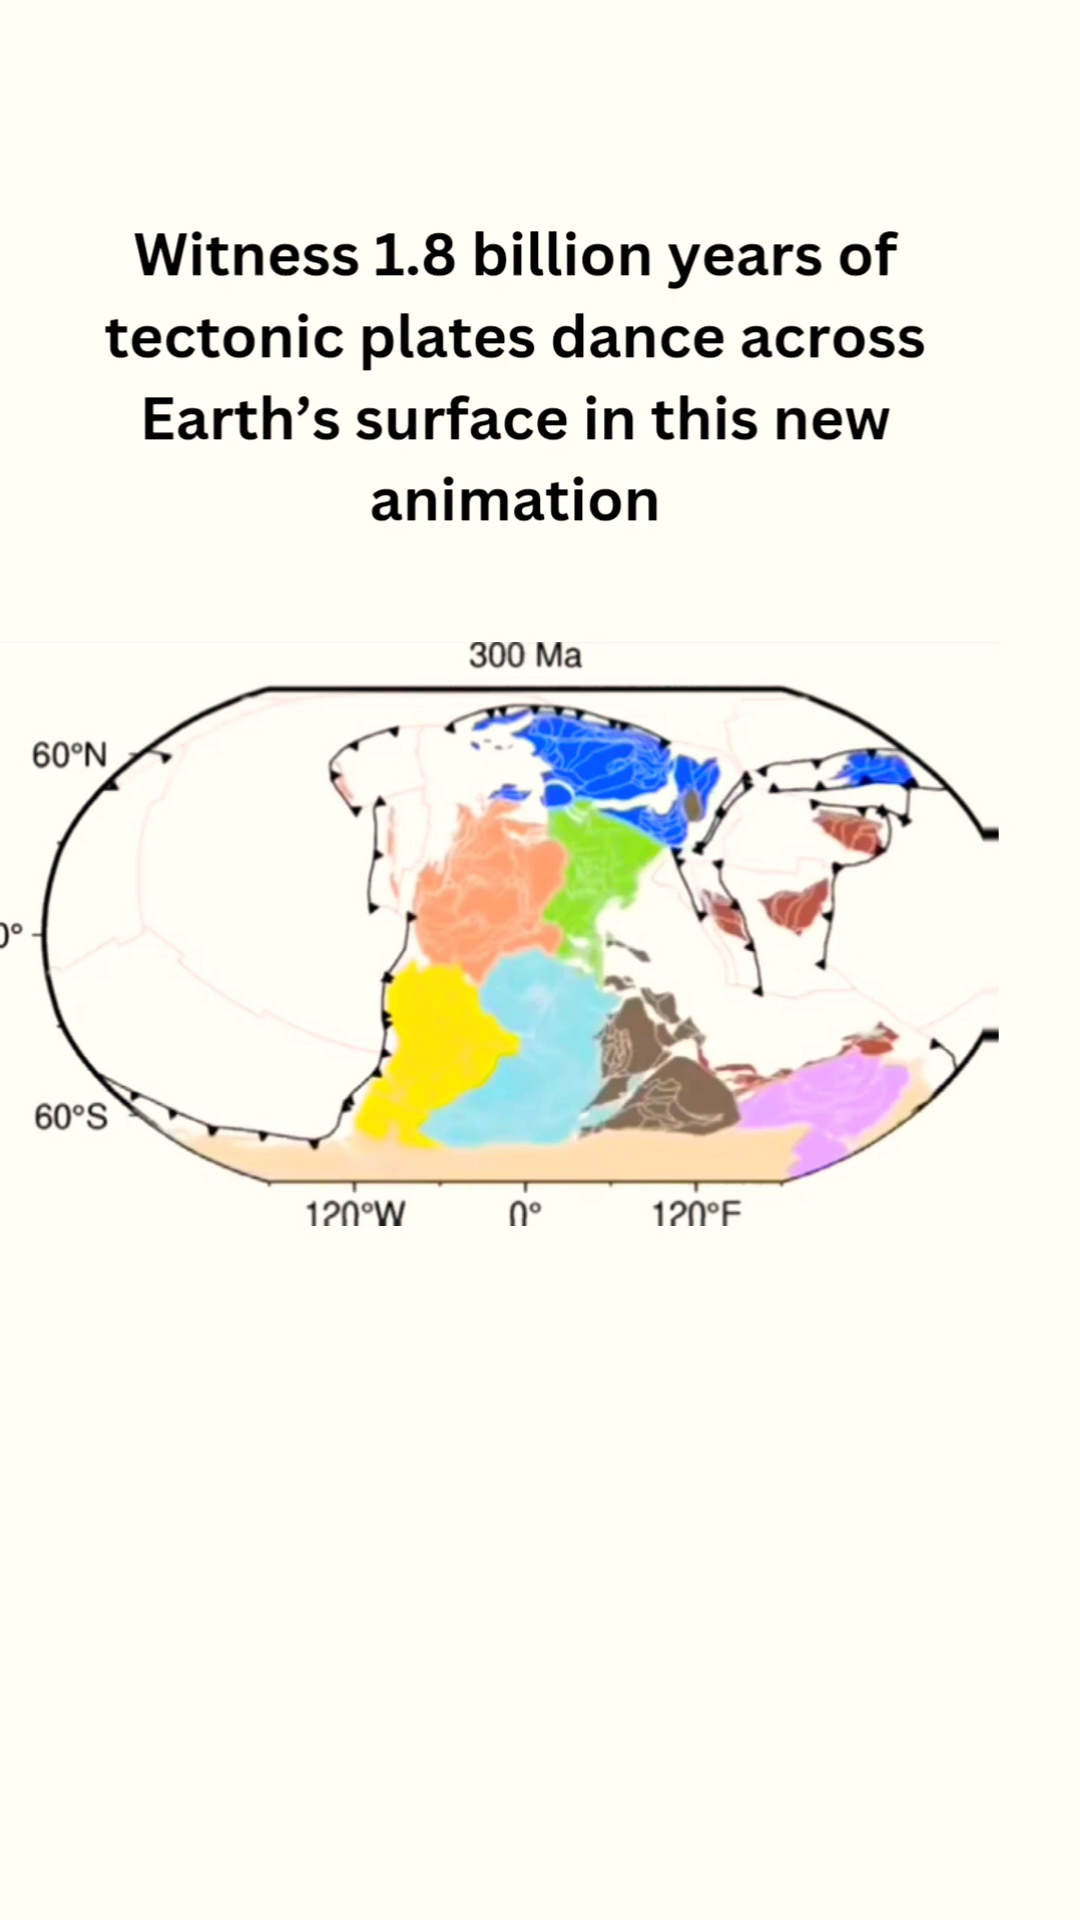 Witness 1.8 billion years of
tectonic plates dance across
Earth’s surface in this new
animation
300 Ma
60°N
0°
60°S
120°W
0°
120°E